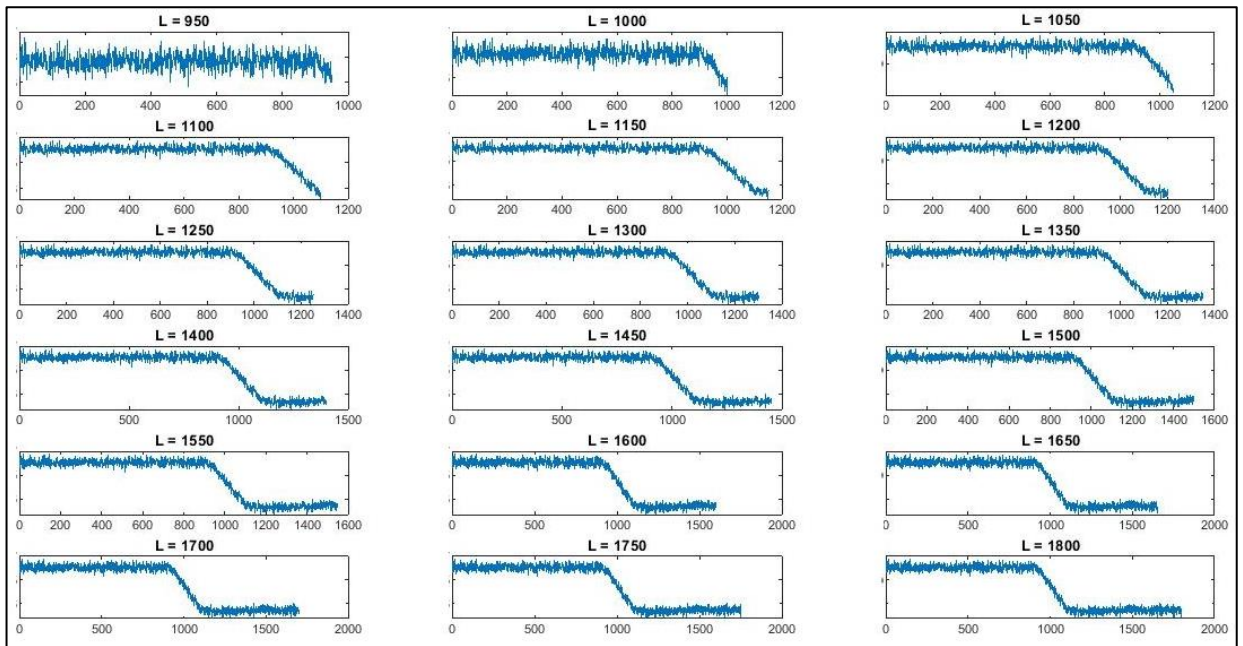 L = 950 L = 1000 L = 1050
0 200 400 600 800 1000 0 200 400 600 800 1000 1200 0 200 400 600 800 1000 1200
L = 1100 L = 1150 L = 1200
0 200 400 600 800 1000 1200 0 200 400 600 800 1000 1200 0 200 400 600 800 1000 1200 1400
L = 1250 L = 1300 L = 1350
0 200 400 600 800 1000 1200 1400 0 200 400 600 800 1000 1200 1400 0 200 400 600 800 1000 1200 1400
L = 1400 L = 1450 L = 1500
0 500 1000 1500 0 500 1000 1500 0 200 400 600 800 1000 1200 1400 1600
L = 1550 L = 1600 L = 1650
0 200 400 600 800 1000 1200 1400 1600 0 500 1000 1500 2000 0 500 1000 1500 2000
L = 1700 L = 1750 L = 1800
0 500 1000 1500 2000 0 500 1000 1500 2000 0 500 1000 1500 2000